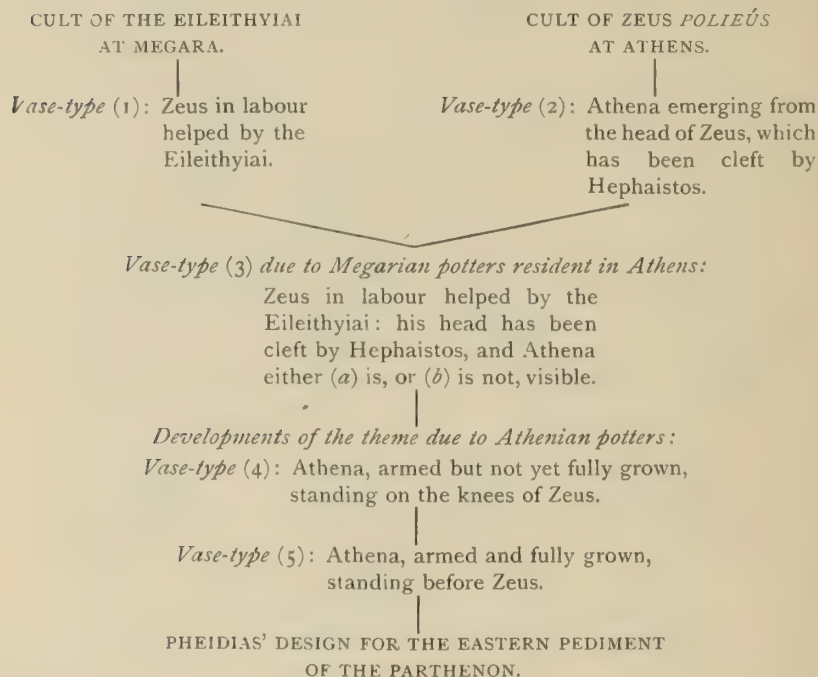 CULT OF THE EILEITHYIAI
AT MEGARA.
Vase-type (1): Zeus in labour
helped by the
Eileithyiai.
CULT OF ZEUS POLIEÚS
AT ATHENS.
Vase-type (2): Athena emerging from
the head of Zeus, which
has been cleft by
Hephaistos.
Vase-type (3) due to Megarian potters resident in Athens:
Zeus in labour helped by the
Eileithyiai: his head has been
cleft by Hephaistos, and Athena
either (a) is, or (b) is not, visible.
Developments of the theme due to Athenian potters:
Vase-type (4): Athena, armed but not yet fully grown,
standing on the knees of Zeus.
Vase-type (5): Athena, armed and fully grown,
standing before Zeus.
PHEIDIAS' DESIGN FOR THE EASTERN PEDIMENT
OF THE PARTHENON.